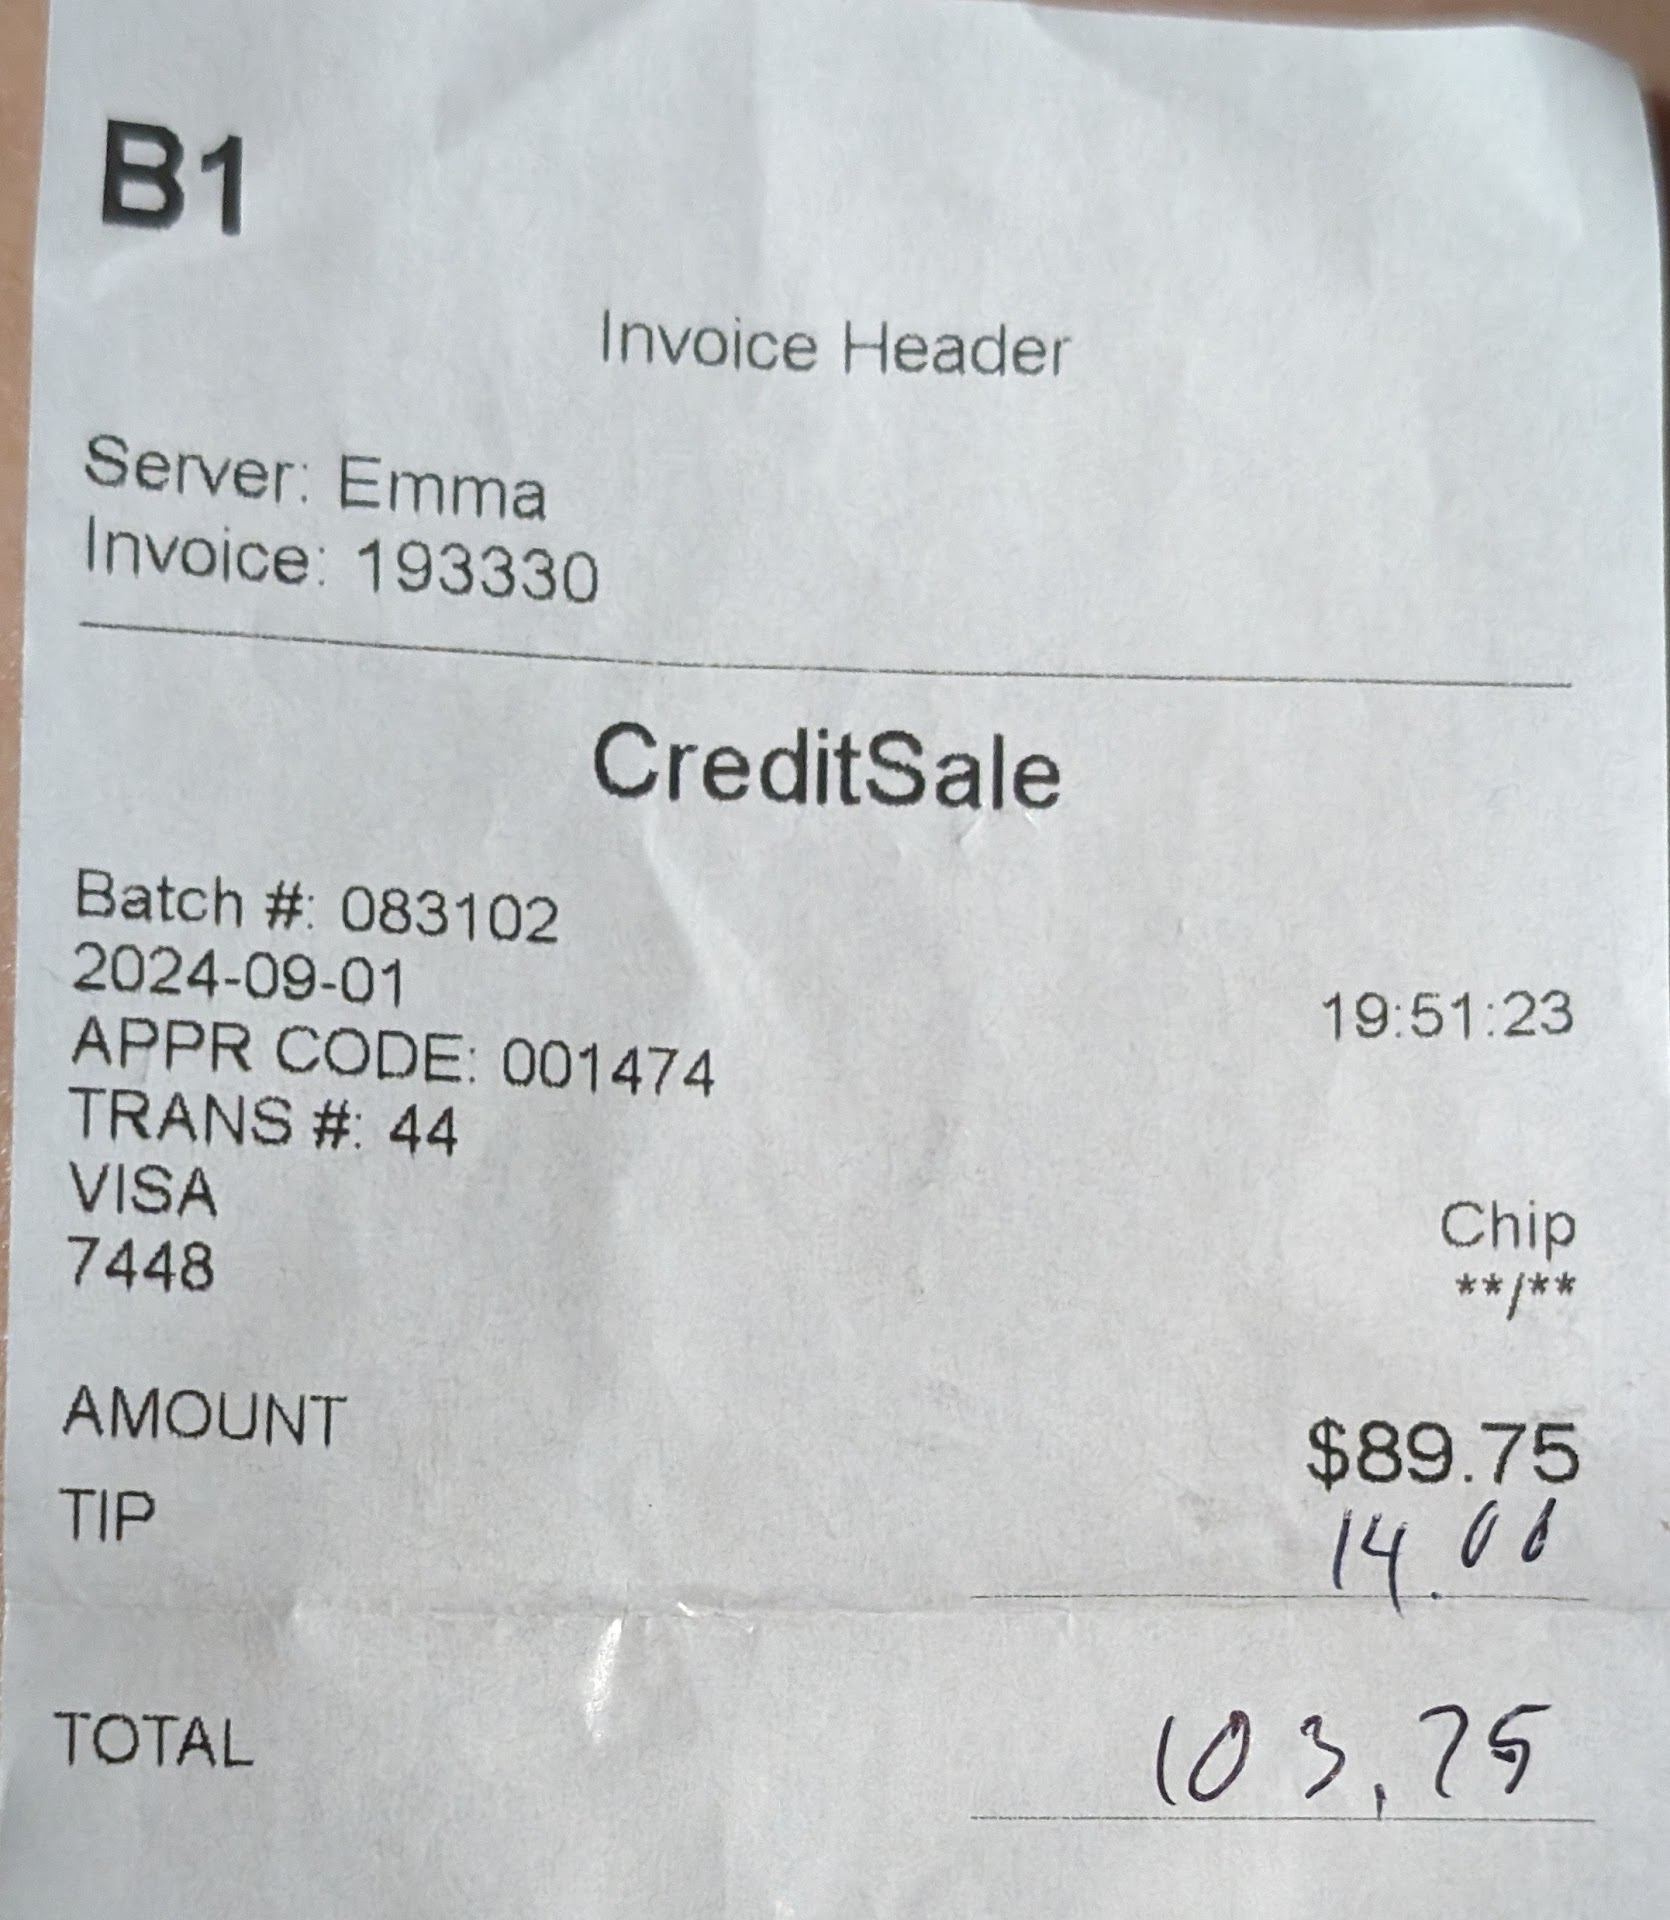 B1
Invoice Header
Server: Emma
Invoice: 193330
CreditSale
Batch #: 083102
2024-09-01 19:51:23
APPR CODE: 001474
TRANS #: 44
VISA Chip
7448 **/**
AMOUNT $89.75
TIP 14.00
TOTAL 103.75